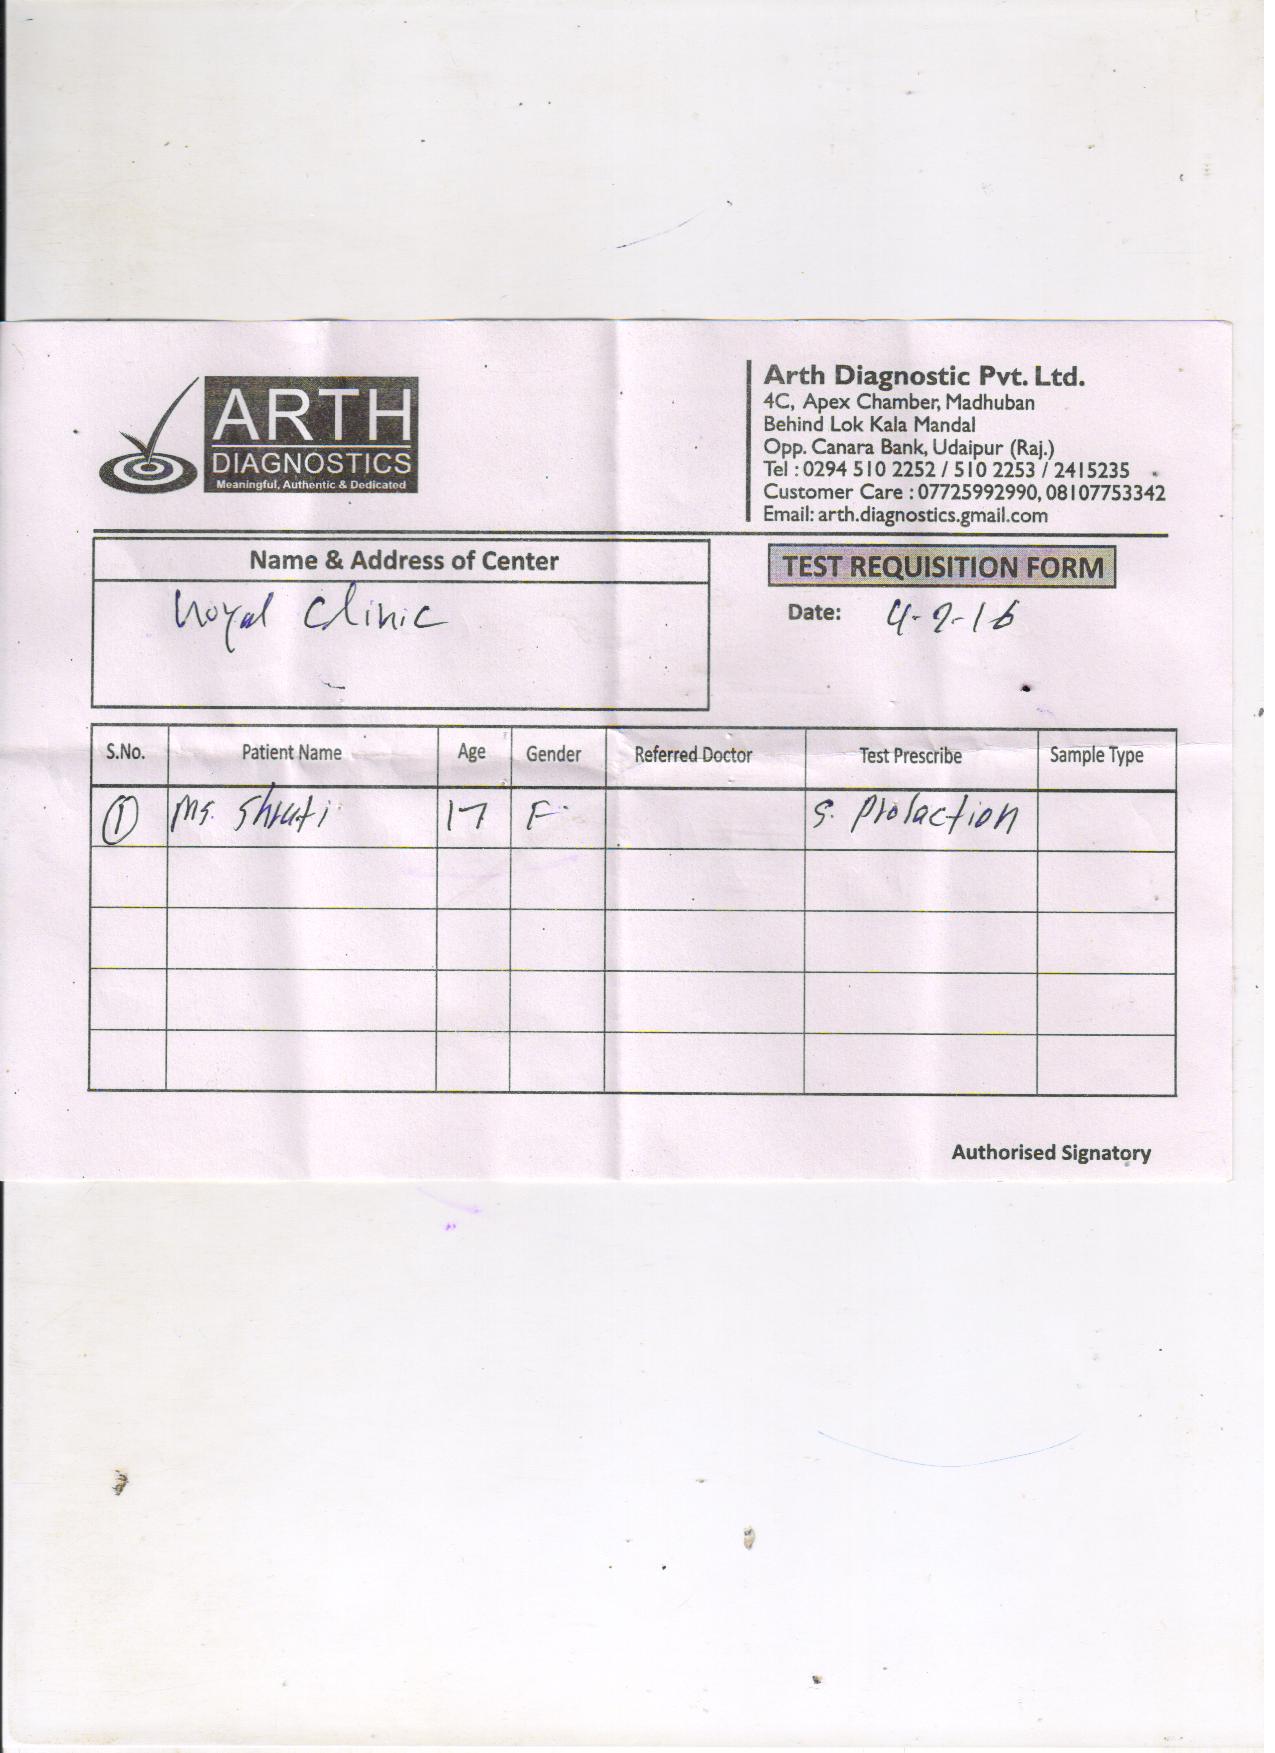 ARTH
DIAGNOSTICS
Meaningful, Authentic & Dedicated
Arth Diagnostic Pvt. Ltd.
4C, Apex Chamber, Madhuban
Behind Lok Kala Mandal
Opp. Canara Bank, Udaipur (Raj.)
Tel : 0294 510 2252 / 510 2253 / 2415235
Customer Care : 07725992990, 08107753342
Email: arth.diagnostics.gmail.com
Name & Address of Center
Royal Clinic
TEST REQUISITION FORM
Date: 4-2-16
S.No. Patient Name Age Gender Referred Doctor Test Prescribe Sample Type
1 Ms. Shruti 17 F S. Prolaction
Authorised Signatory